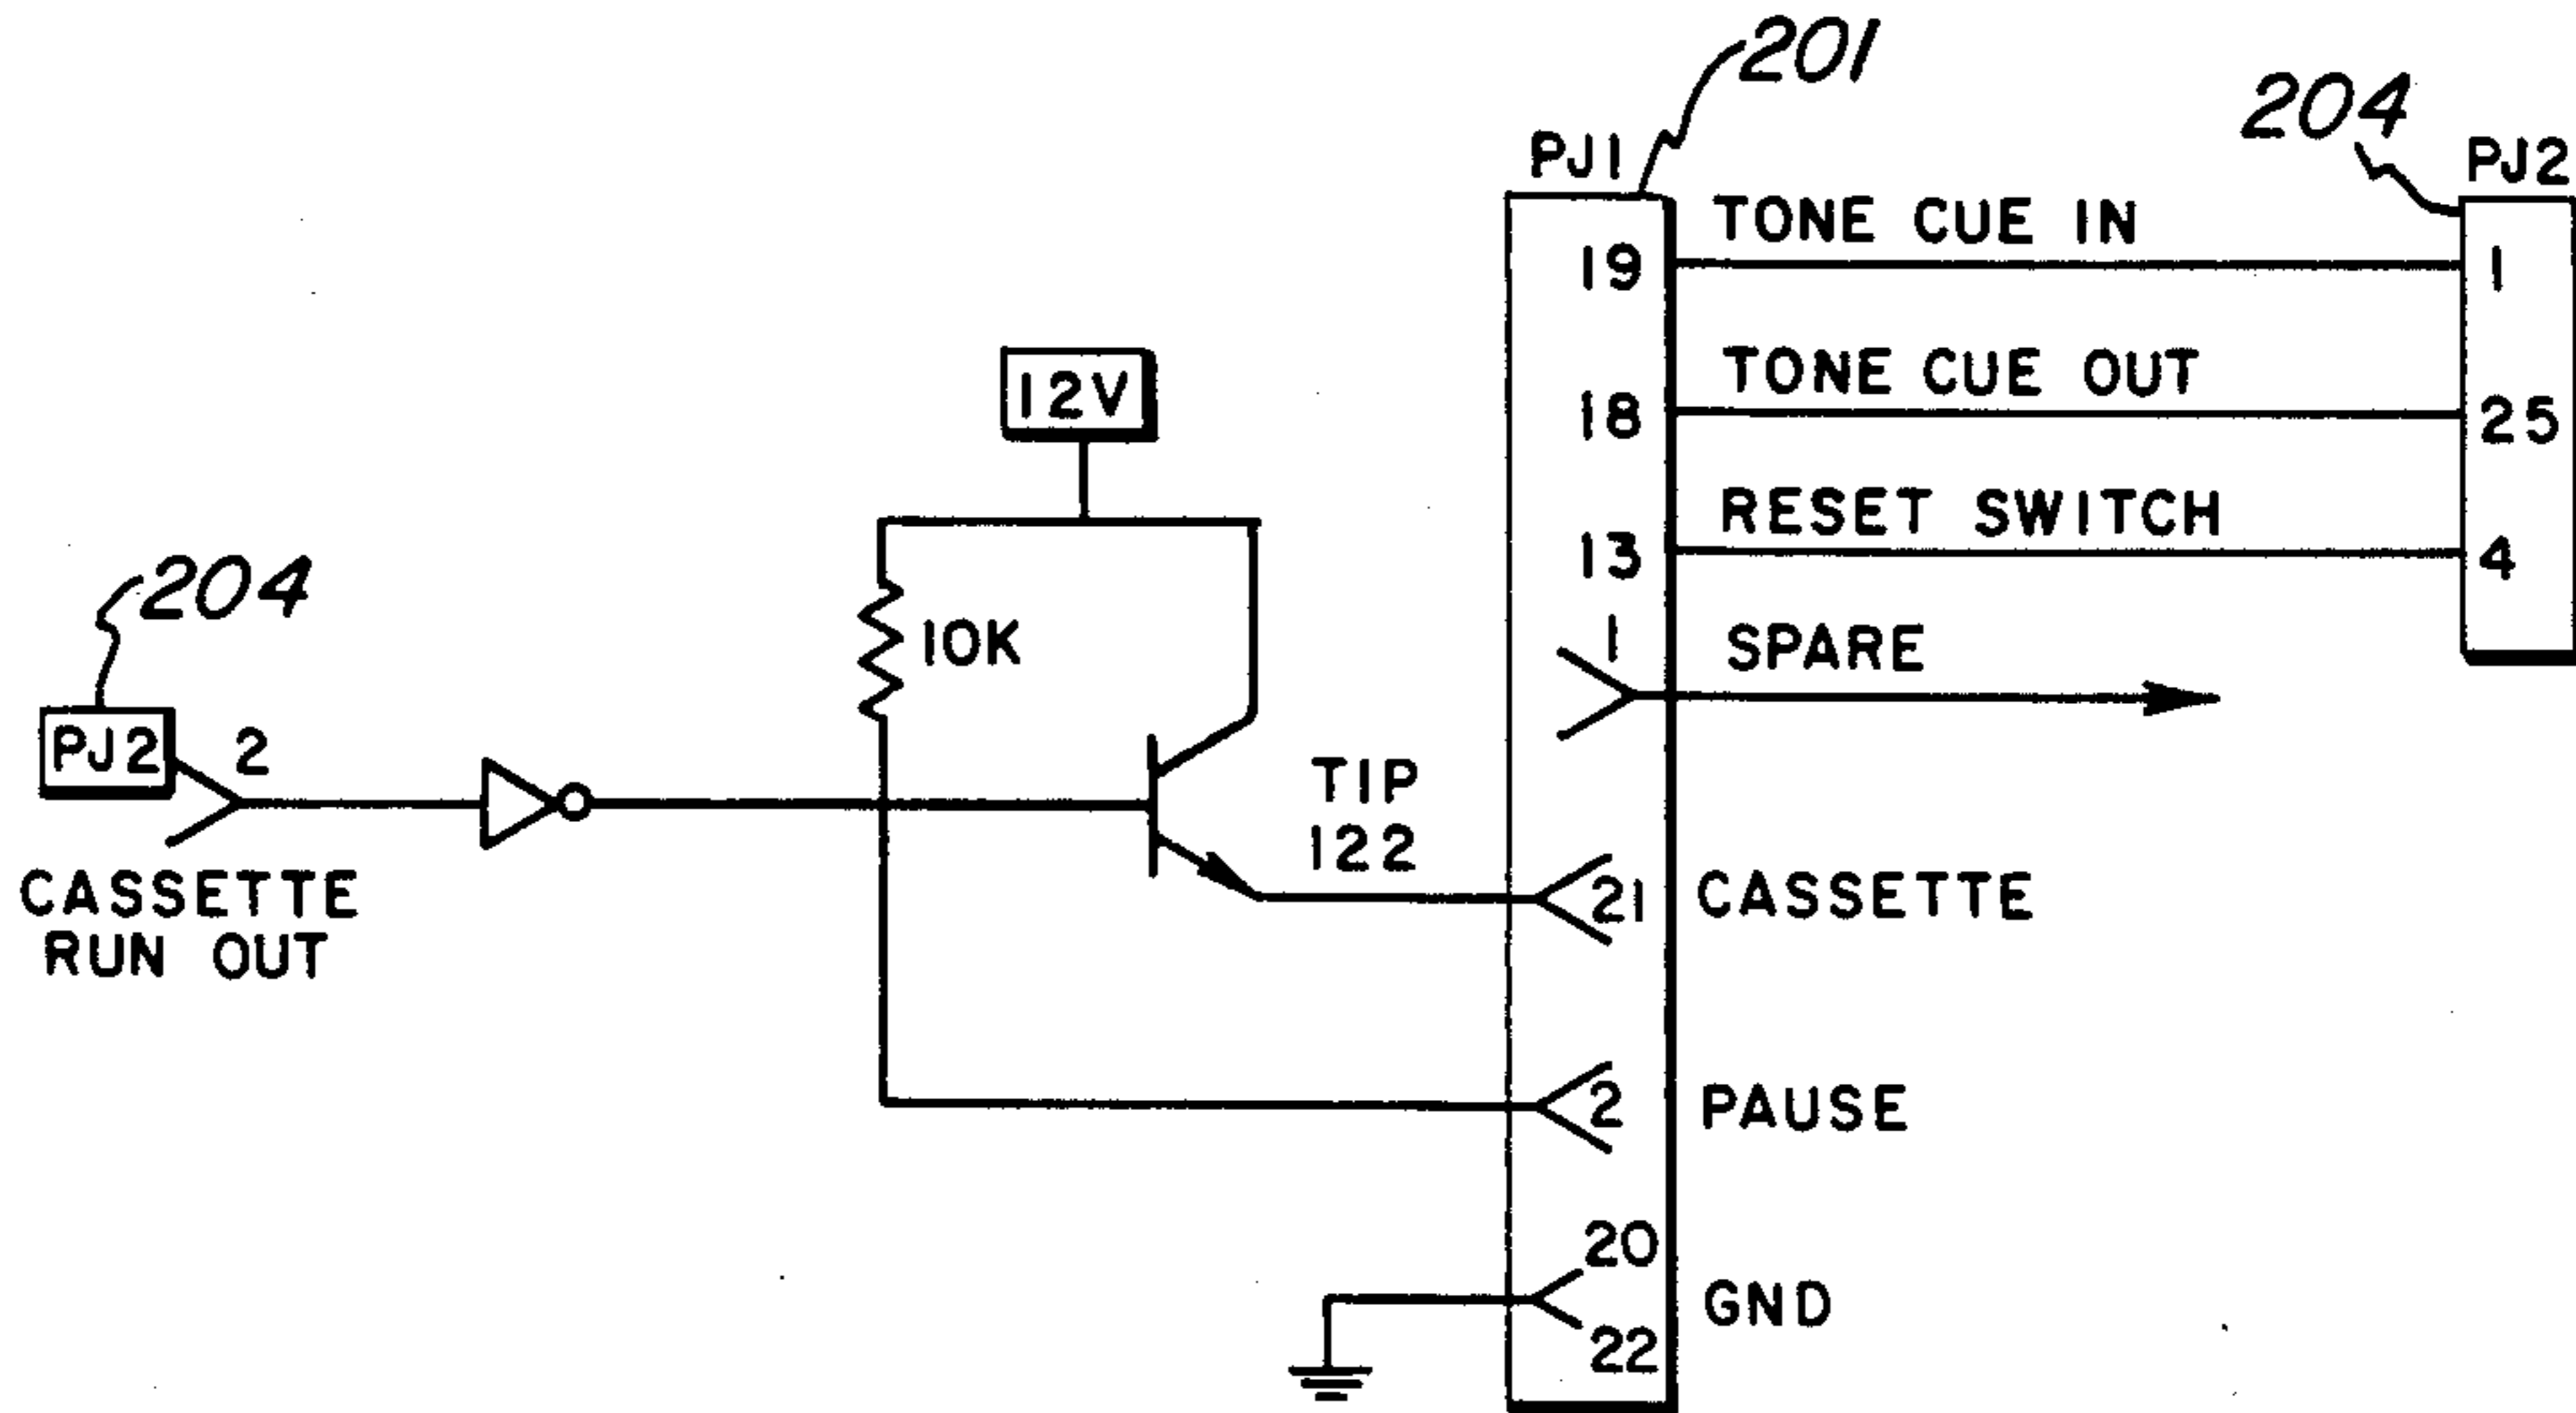 201
204
PJ1
PJ2
TONE CUE IN
19
1
TONE CUE OUT
18
25
RESET SWITCH
13
4
1
SPARE
12V
10K
204
PJ2
2
CASSETTE
RUN OUT
TIP
122
21
CASSETTE
2
PAUSE
20
GND
22